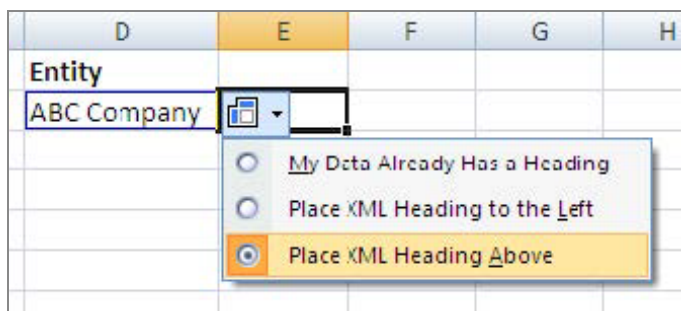 D E F G H
Entity
ABC Company
My Data Already Has a Heading
Place XML Heading to the Left
Place XML Heading Above